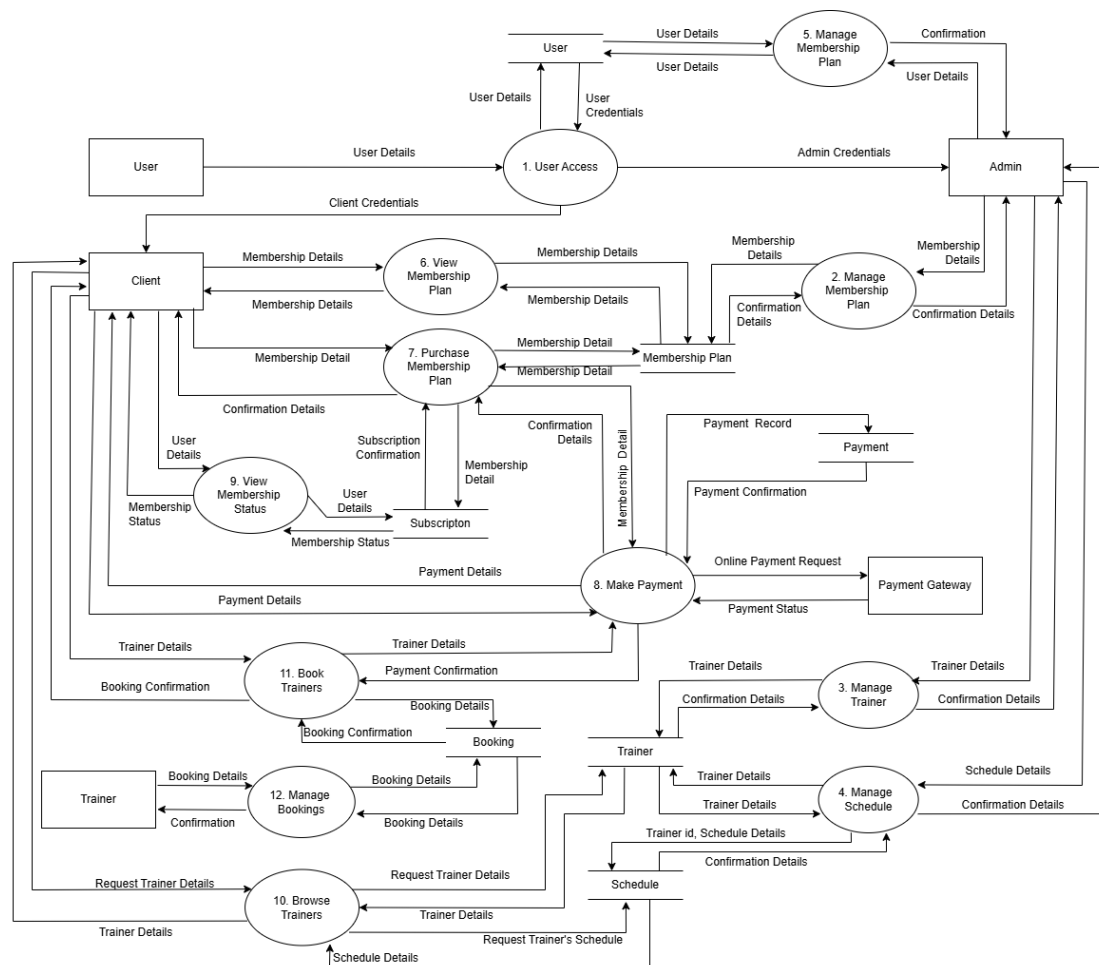 User Details
5. Manage
Membership
Plan
Confirmation
User
User Details
User Details
User Details
User
Credentials
User
User Details
1. User Access
Admin Credentials
Admin
Client Credentials
Client
Membership Details
6. View
Membership
Plan
Membership Details
Membership
Details
Membership
Details
2. Manage
Membership
Plan
Membership Details
Membership Details
Confirmation
Details
Confirmation Details
Membership Detail
7. Purchase
Membership
Plan
Membership Detail
Membership Plan
Membership Detail
Confirmation Details
Subscription
Confirmation
Confirmation
Details
Payment  Record
Payment
User
Details
Membership
Detail
Membership  Detail
9. View
Membership
Status
User
Details
Payment Confirmation
Membership
Status
Subscripton
Membership Status
Payment Details
8. Make Payment
Online Payment Request
Payment Gateway
Payment Details
Payment Status
Trainer Details
Trainer Details
11. Book
Trainers
Payment Confirmation
Trainer Details
3. Manage
Trainer
Trainer Details
Booking Confirmation
Booking Details
Confirmation Details
Confirmation Details
Booking Confirmation
Booking
Trainer
Trainer
Booking Details
12. Manage
Bookings
Booking Details
Trainer Details
4. Manage
Schedule
Schedule Details
Confirmation
Booking Details
Trainer Details
Confirmation Details
Trainer id, Schedule Details
Confirmation Details
Request Trainer Details
10. Browse
Trainers
Request Trainer Details
Schedule
Trainer Details
Trainer Details
Request Trainer's Schedule
Schedule Details